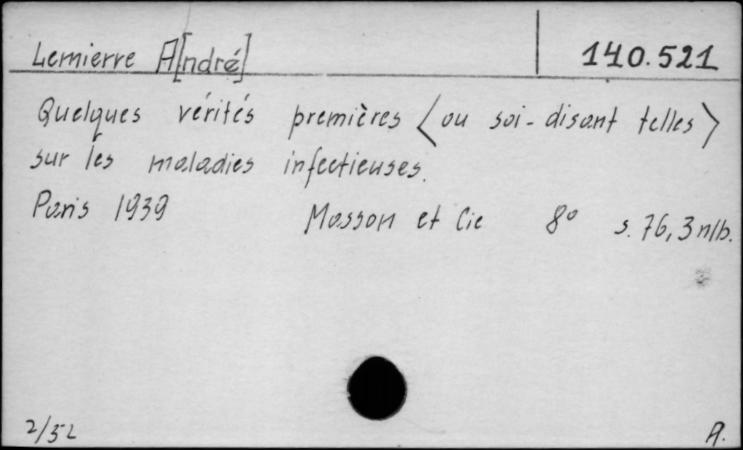 Lemierre A[ndré] 140.521
Quelques vérités premières <ou soi-disant telles>
sur les maladies infectieuses.
Paris 1939 Masson et Cie 8° s. 76, 3 nlb.
2/52 A.